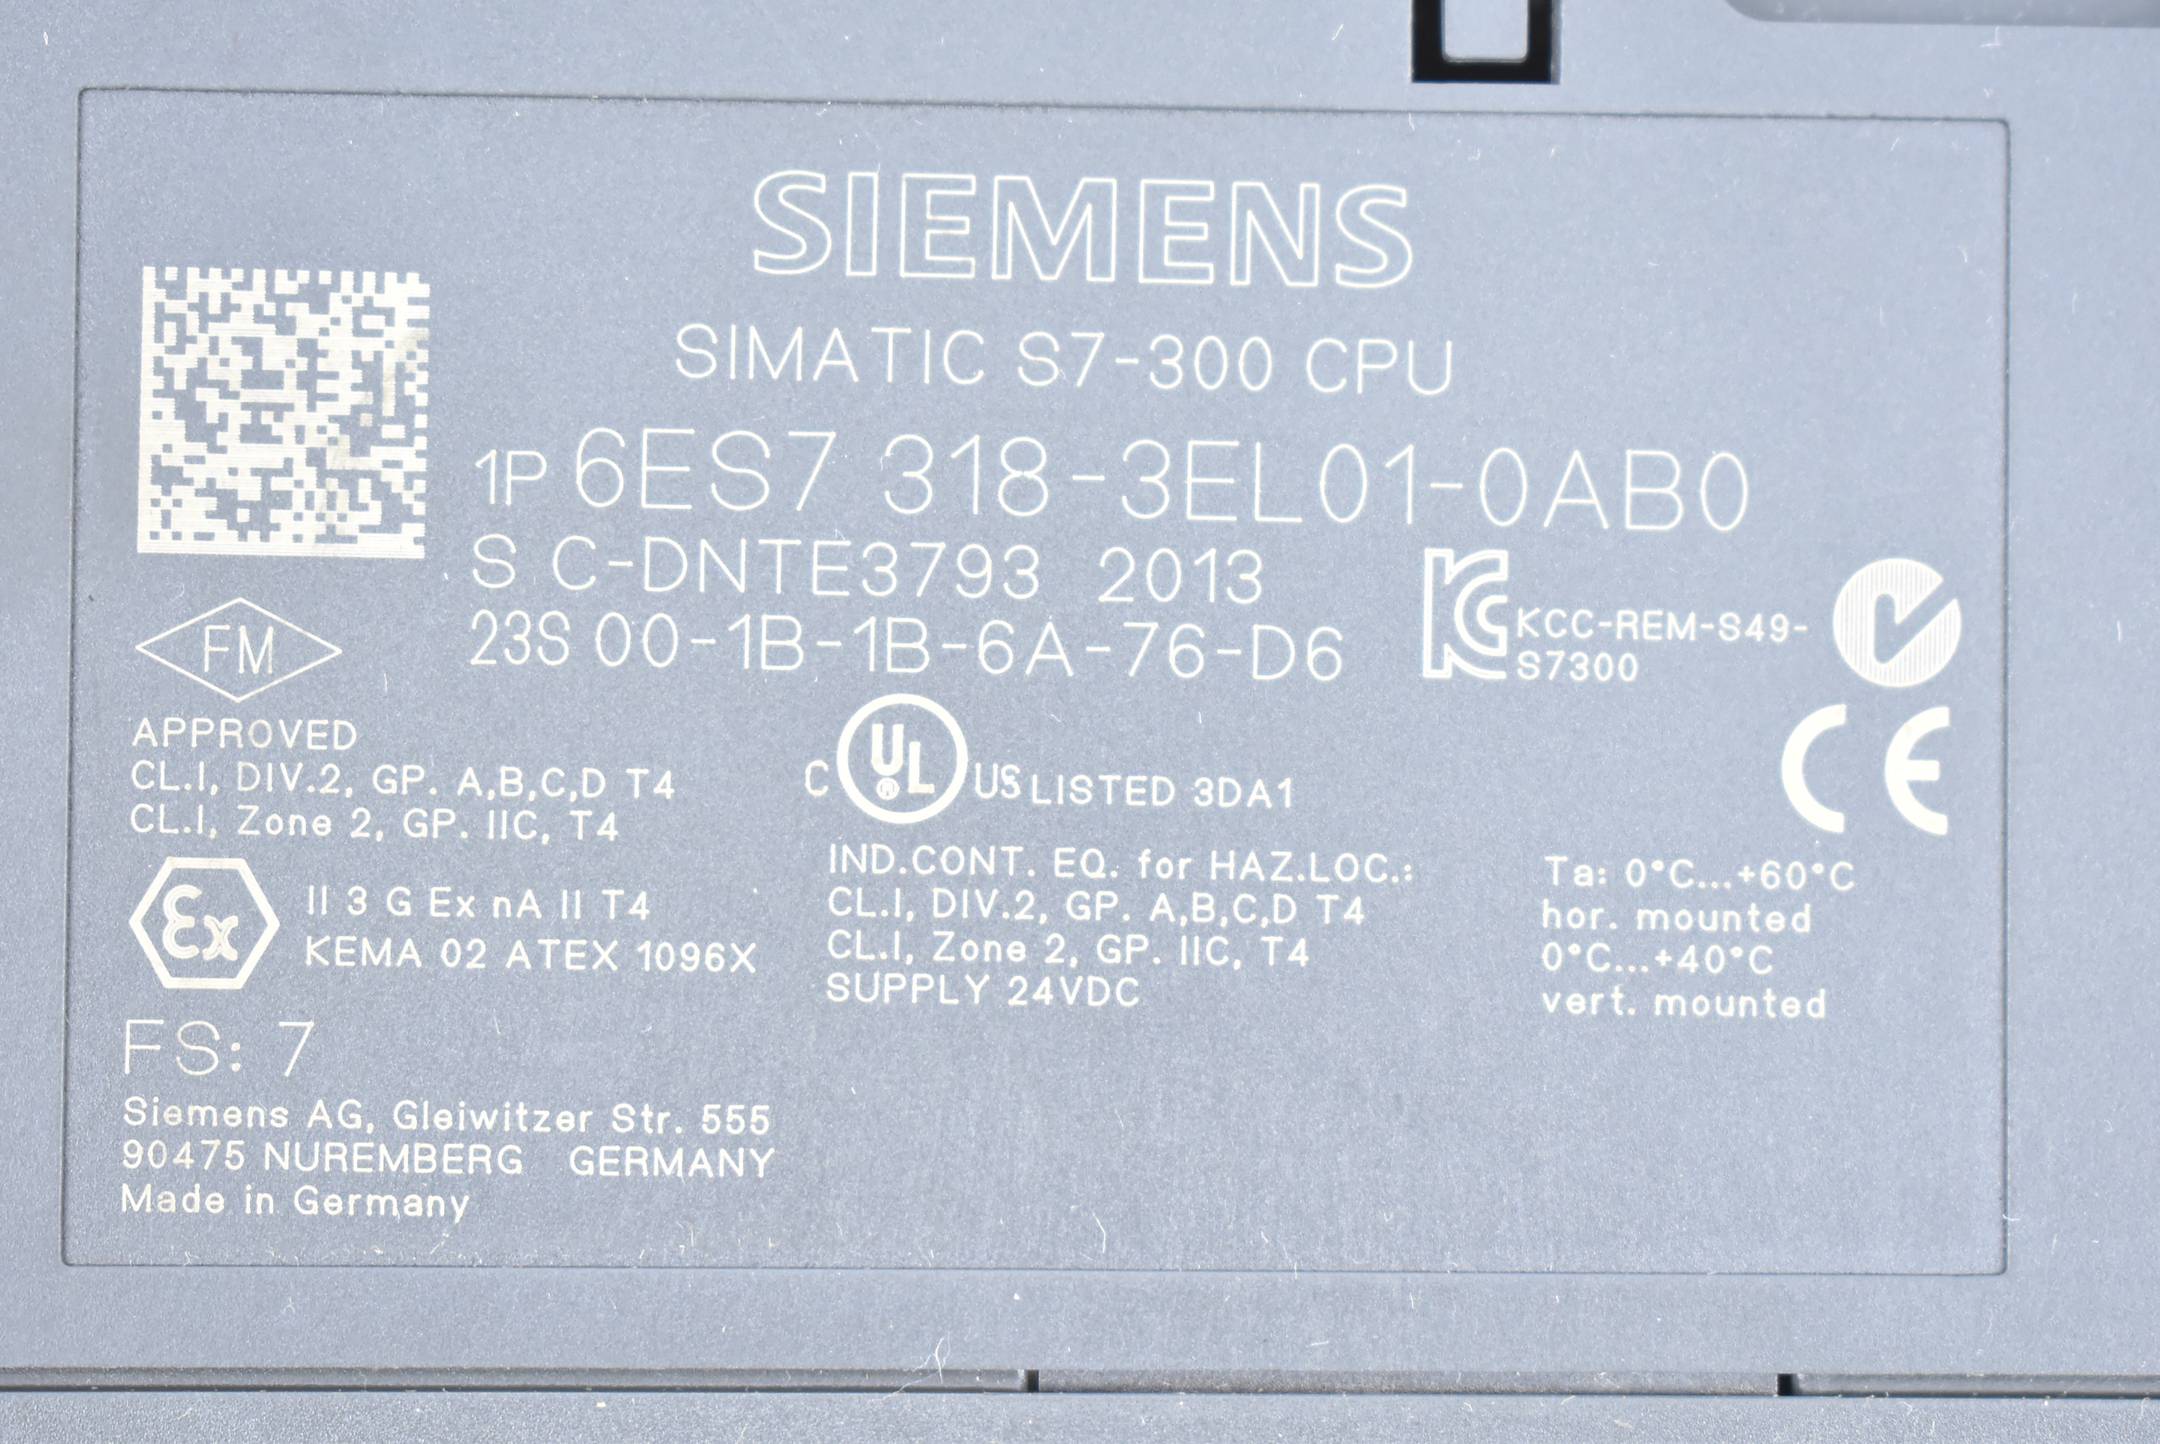 SIEMENS
SIMATIC S7-300 CPU
1P 6ES7 318-3EL01-0AB0
S C-DNTE3793 2013
23S 00-1B-1B-6A-76-D6
KCC-REM-S49-
S7300
FM
APPROVED
CL.I, DIV.2, GP. A,B,C,D T4
CL.I, Zone 2, GP. IIC, T4
C UL ® US LISTED 3DA1
CE
IND.CONT. EQ. for HAZ.LOC.:
CL.I, DIV.2, GP. A,B,C,D T4
CL.I, Zone 2, GP. IIC, T4
SUPPLY 24VDC
Ta: 0°C...+60°C
hor. mounted
0°C...+40°C
vert. mounted
Ex
II 3 G Ex nA II T4
KEMA 02 ATEX 1096X
FS: 7
Siemens AG, Gleiwitzer Str. 555
90475 NUREMBERG GERMANY
Made in Germany